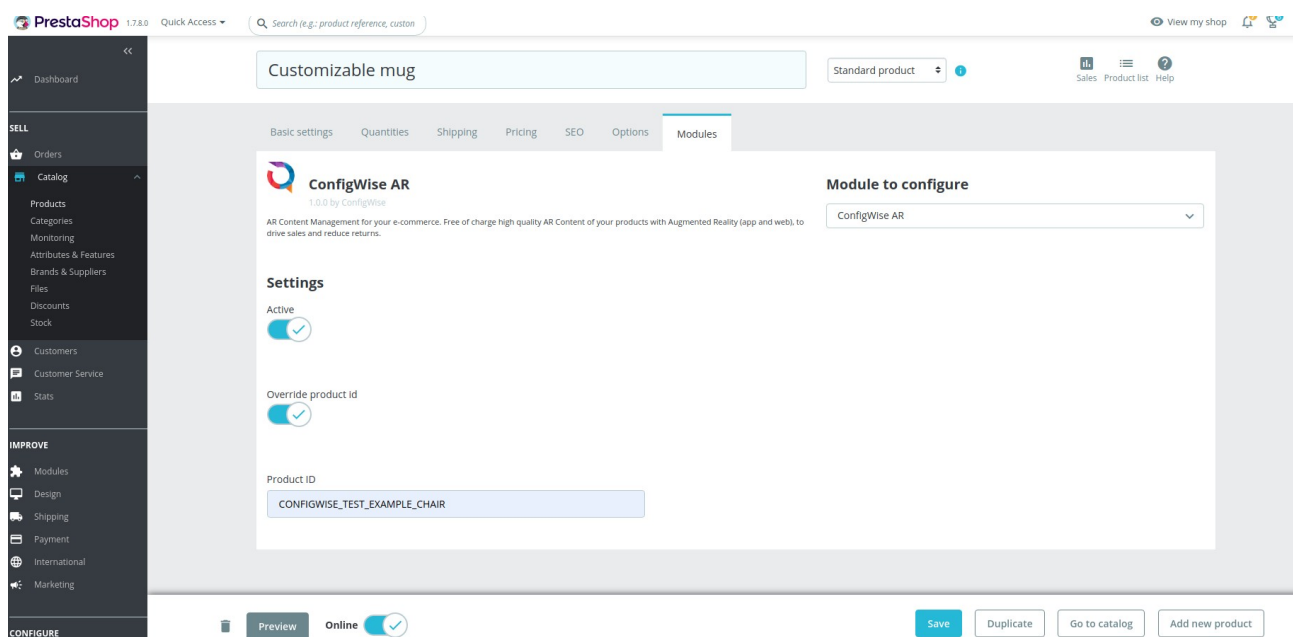 PrestaShop 1.7.8.0 Quick Access Search (e.g.: product reference, custon View my shop
Customizable mug Standard product Sales Product list Help
Dashboard
SELL
Orders
Catalog
Products
Categories
Monitoring
Attributes & Features
Brands & Suppliers
Files
Discounts
Stock
Customers
Customer Service
Stats
IMPROVE
Modules
Design
Shipping
Payment
International
Marketing
CONFIGURE
Basic settings Quantities Shipping Pricing SEO Options Modules
ConfigWise AR
1.0.0 by ConfigWise
AR Content Management for your e-commerce. Free of charge high quality AR Content of your products with Augmented Reality (app and web), to
drive sales and reduce returns.
Module to configure
ConfigWise AR
Settings
Active
Override product id
Product ID
CONFIGWISE_TEST_EXAMPLE_CHAIR
Preview Online Save Duplicate Go to catalog Add new product